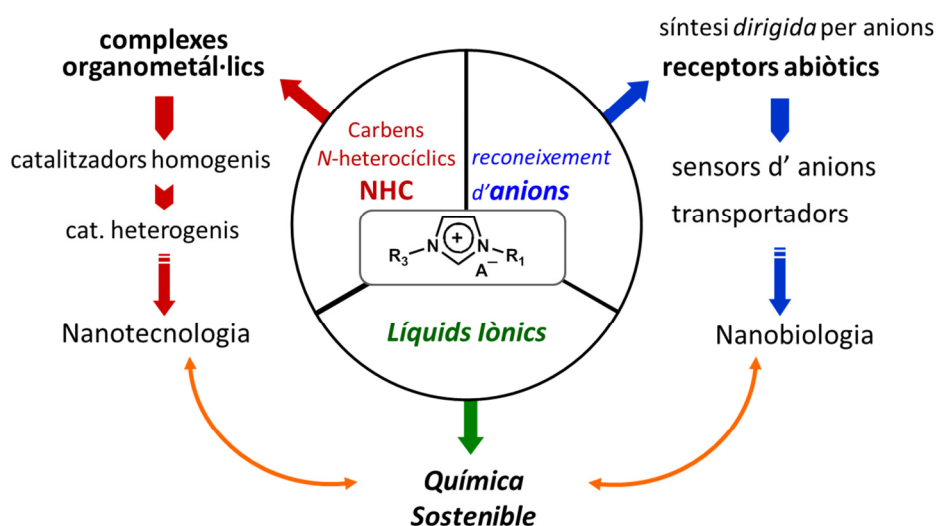 complexes
organometál·lics
catalitzadors homogenis
cat. heterogenis
Nanotecnologia
Carbens
N-heterocíclics
NHC
reconeixement
d'anions
R3 N + N R1
A−
Líquids Iònics
síntesi dirigida per anions
receptors abiòtics
sensors d' anions
transportadors
Nanobiologia
Química
Sostenible